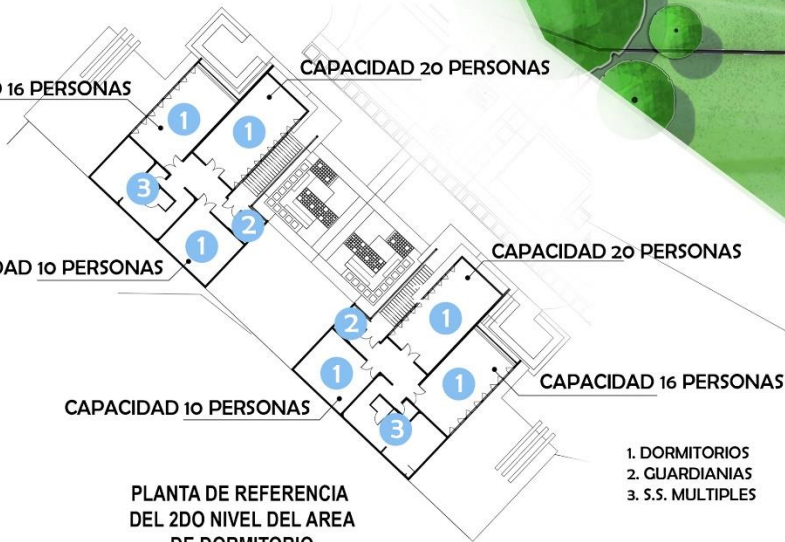 CAPACIDAD 20 PERSONAS
16 PERSONAS
1
1
3
2
1
10 PERSONAS
CAPACIDAD 20 PERSONAS
1
2
1
1
CAPACIDAD 16 PERSONAS
CAPACIDAD 10 PERSONAS
3
1. DORMITORIOS
2. GUARDIANIAS
3. S.S. MULTIPLES
PLANTA DE REFERENCIA
DEL 2DO NIVEL DEL AREA
DE DORMITORIO